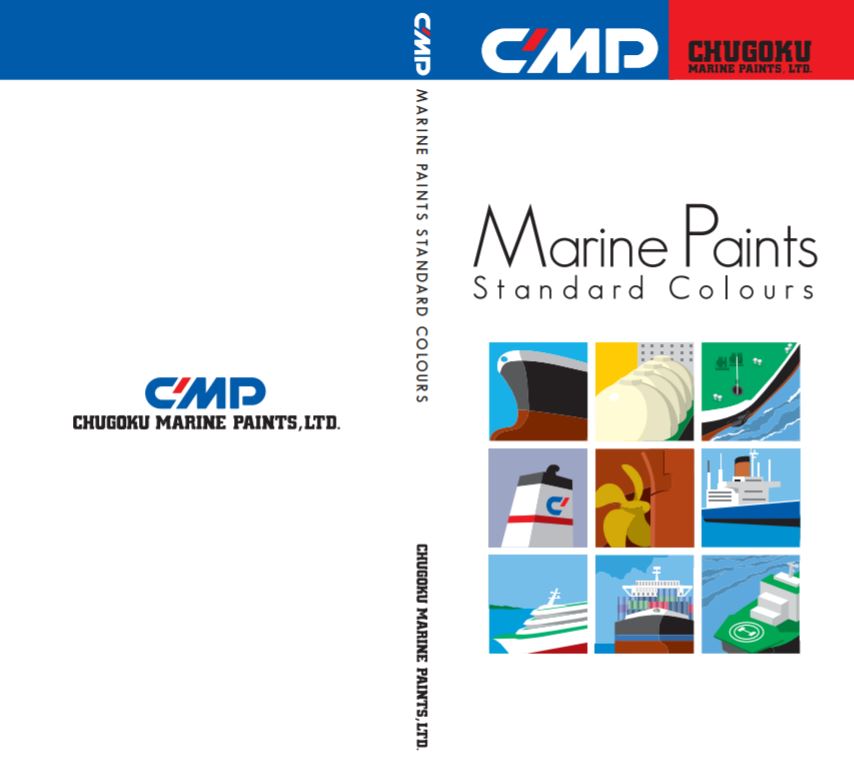 CMP
CHUGOKU MARINE PAINTS, LTD.
CMP
MARINE PAINTS STANDARD COLOURS
CHUGOKU MARINE PAINTS, LTD.
CMP
CHUGOKU
MARINE PAINTS, LTD.
Marine Paints
Standard Colours